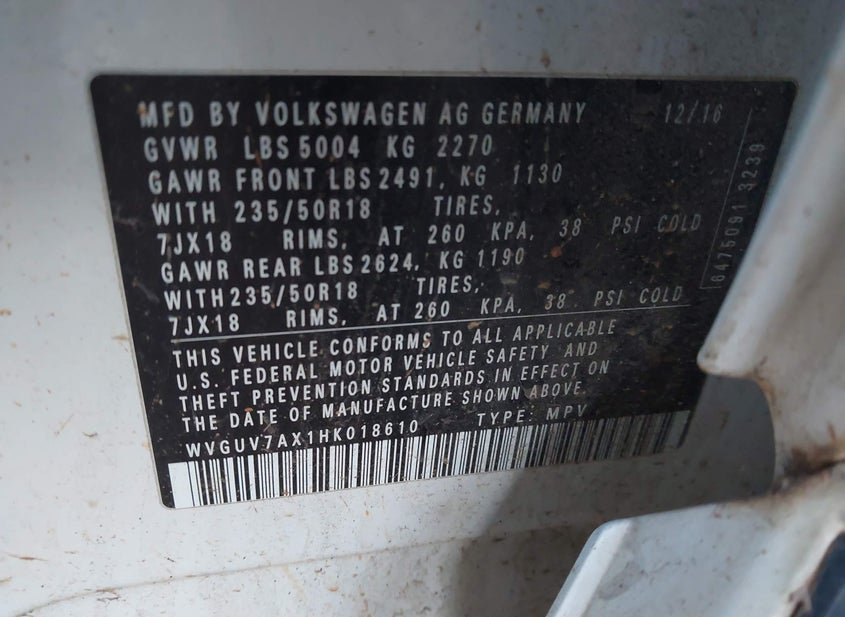 MFD BY VOLKSWAGEN AG GERMANY 12/16
GVWR LBS 5004 KG 2270
GAWR FRONT LBS 2491, KG 1130
WITH 235/50R18 TIRES,
7JX18 RIMS, AT 260 KPA, 38 PSI COLD
GAWR REAR LBS 2624, KG 1190
WITH 235/50R18 TIRES,
7JX18 RIMS, AT 260 KPA, 38 PSI COLD
THIS VEHICLE CONFORMS TO ALL APPLICABLE
U.S. FEDERAL MOTOR VEHICLE SAFETY AND
THEFT PREVENTION STANDARDS IN EFFECT ON
THE DATE OF MANUFACTURE SHOWN ABOVE.
WVGUV7AX1HK018610 TYPE: MPV
6475091 3239